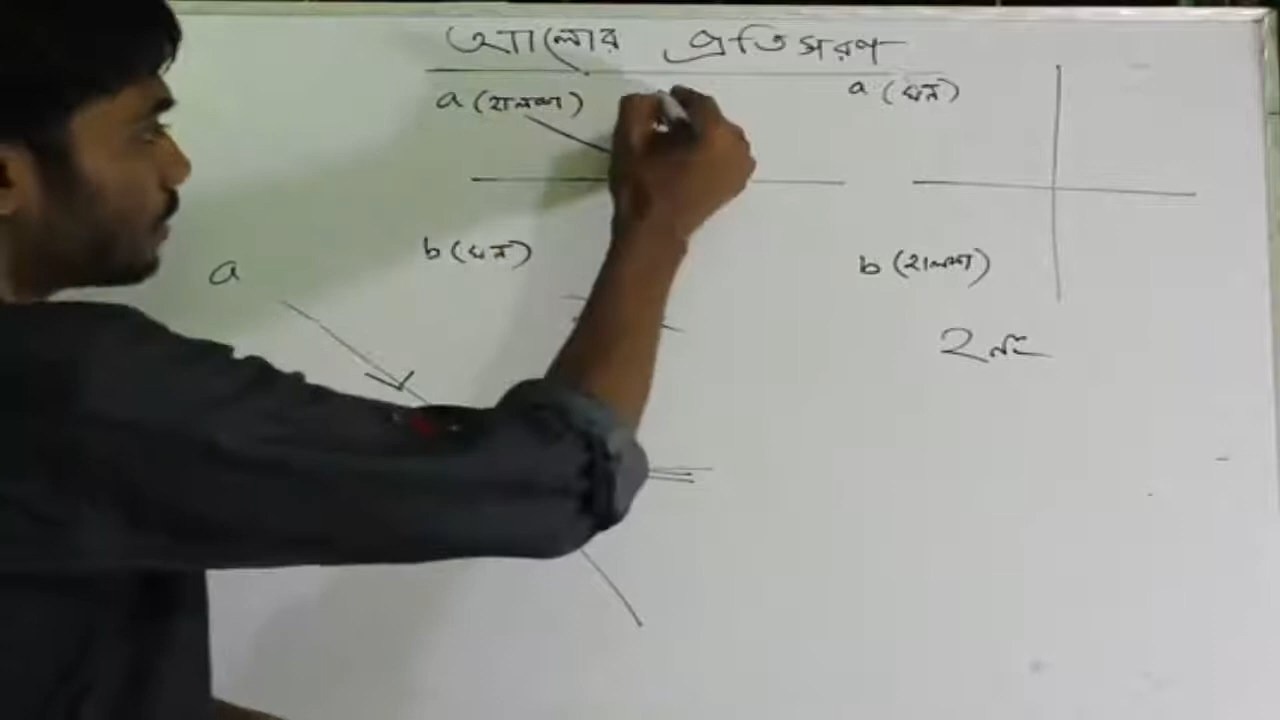 আলোর প্রতিসরণ
a (হালকা)
a (ঘন)
b (ঘন)
b (হালকা)
a
2নং